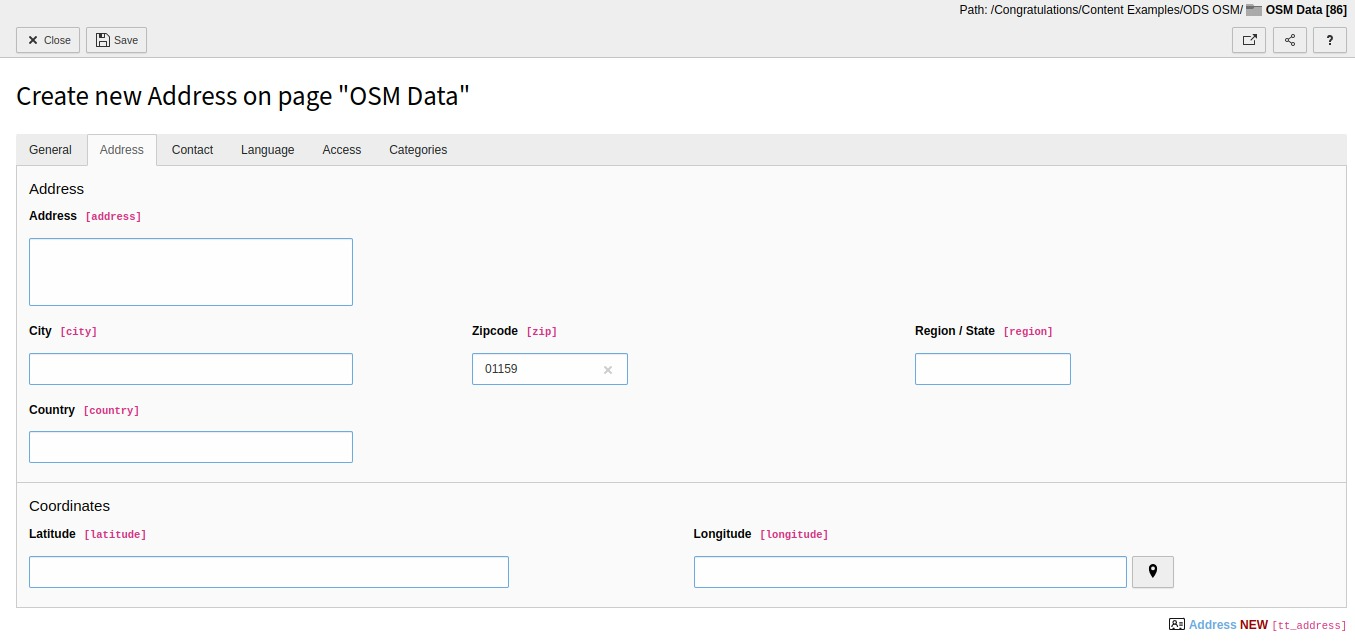 Path: /Congratulations/Content Examples/ODS OSM/ OSM Data [86]
Close Save ?
Create new Address on page "OSM Data"
General Address Contact Language Access Categories
Address
Address [address]
City [city] Zipcode [zip] Region / State [region]
01159
Country [country]
Coordinates
Latitude [latitude] Longitude [longitude]
Address NEW [tt_address]